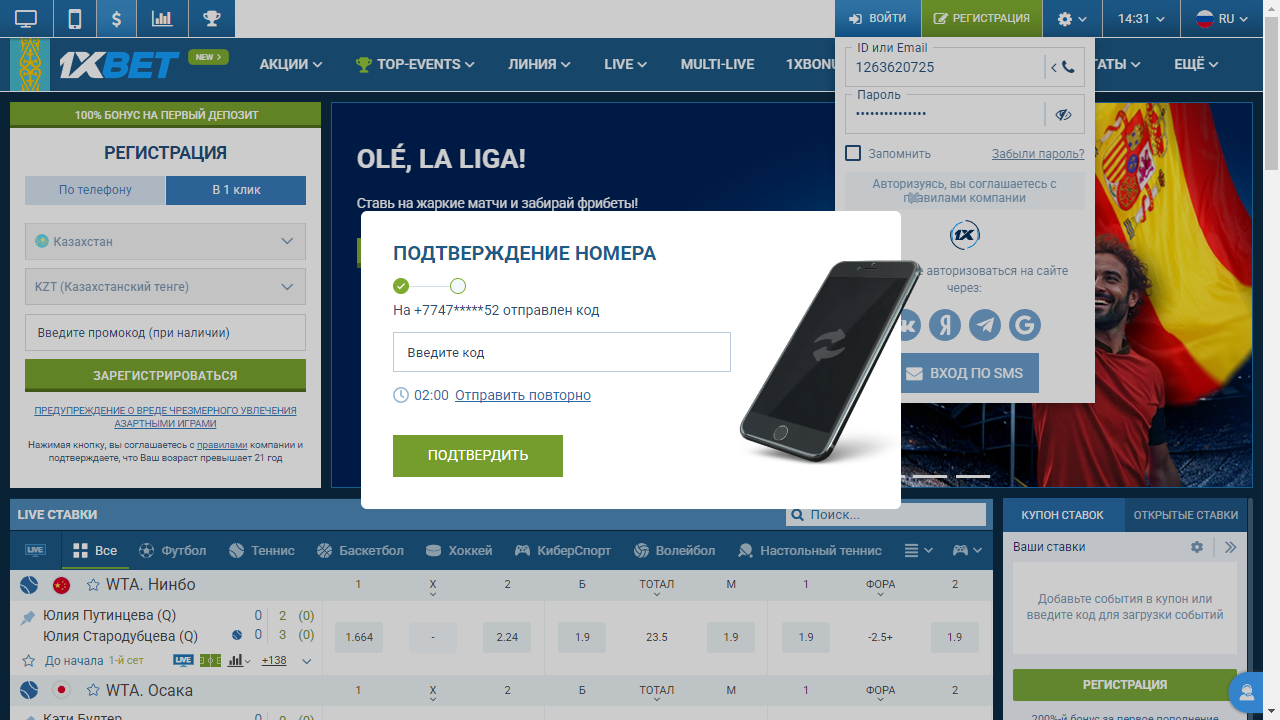 $
ВОЙТИ
РЕГИСТРАЦИЯ
14:31
RU
1XBET
NEW
АКЦИИ
TOP-EVENTS
ЛИНИЯ
LIVE
MULTI-LIVE
1XBONU
ТАТЫ
ЕЩЁ
ID или Email
1263620725
Пароль
•••••••••••••••
Запомнить
Забыли пароль?
Авторизуясь, вы соглашаетесь с
правилами компании
1X
авторизоваться на сайте
через:
Я
G
ВХОД ПО SMS
100% БОНУС НА ПЕРВЫЙ ДЕПОЗИТ
РЕГИСТРАЦИЯ
По телефону
В 1 клик
Казахстан
KZT (Казахстанский тенге)
Введите промокод (при наличии)
ЗАРЕГИСТРИРОВАТЬСЯ
ПРЕДУПРЕЖДЕНИЕ О ВРЕДЕ ЧРЕЗМЕРНОГО УВЛЕЧЕНИЯ
АЗАРТНЫМИ ИГРАМИ
Нажимая кнопку, вы соглашаетесь с правилами компании и
подтверждаете, что Ваш возраст превышает 21 год
OLÉ, LA LIGA!
Ставь на жаркие матчи и забирай фрибеты!
ПОДТВЕРЖДЕНИЕ НОМЕРА
На +7747*****52 отправлен код
Введите код
02:00 Отправить повторно
ПОДТВЕРДИТЬ
LIVE СТАВКИ
Поиск...
LIVE
Все
Футбол
Теннис
Баскетбол
Хоккей
КиберСпорт
Волейбол
Настольный теннис
WTA. Нинбо
1
X
2
Б
ТОТАЛ
М
1
ФОРА
2
Юлия Путинцева (Q)
0 2 (0)
Юлия Стародубцева (Q)
0 3 (0)
1.664
-
2.24
1.9
23.5
1.9
1.9
-2.5+
1.9
До начала 1-й сет
LIVE
+138
WTA. Осака
1
X
2
Б
ТОТАЛ
М
1
ФОРА
2
Кэти Бултер
0 0 (0)
КУПОН СТАВОК
ОТКРЫТЫЕ СТАВКИ
Ваши ставки
Добавьте события в купон или
введите код для загрузки событий
РЕГИСТРАЦИЯ
200%-й бонус за первое пополнение